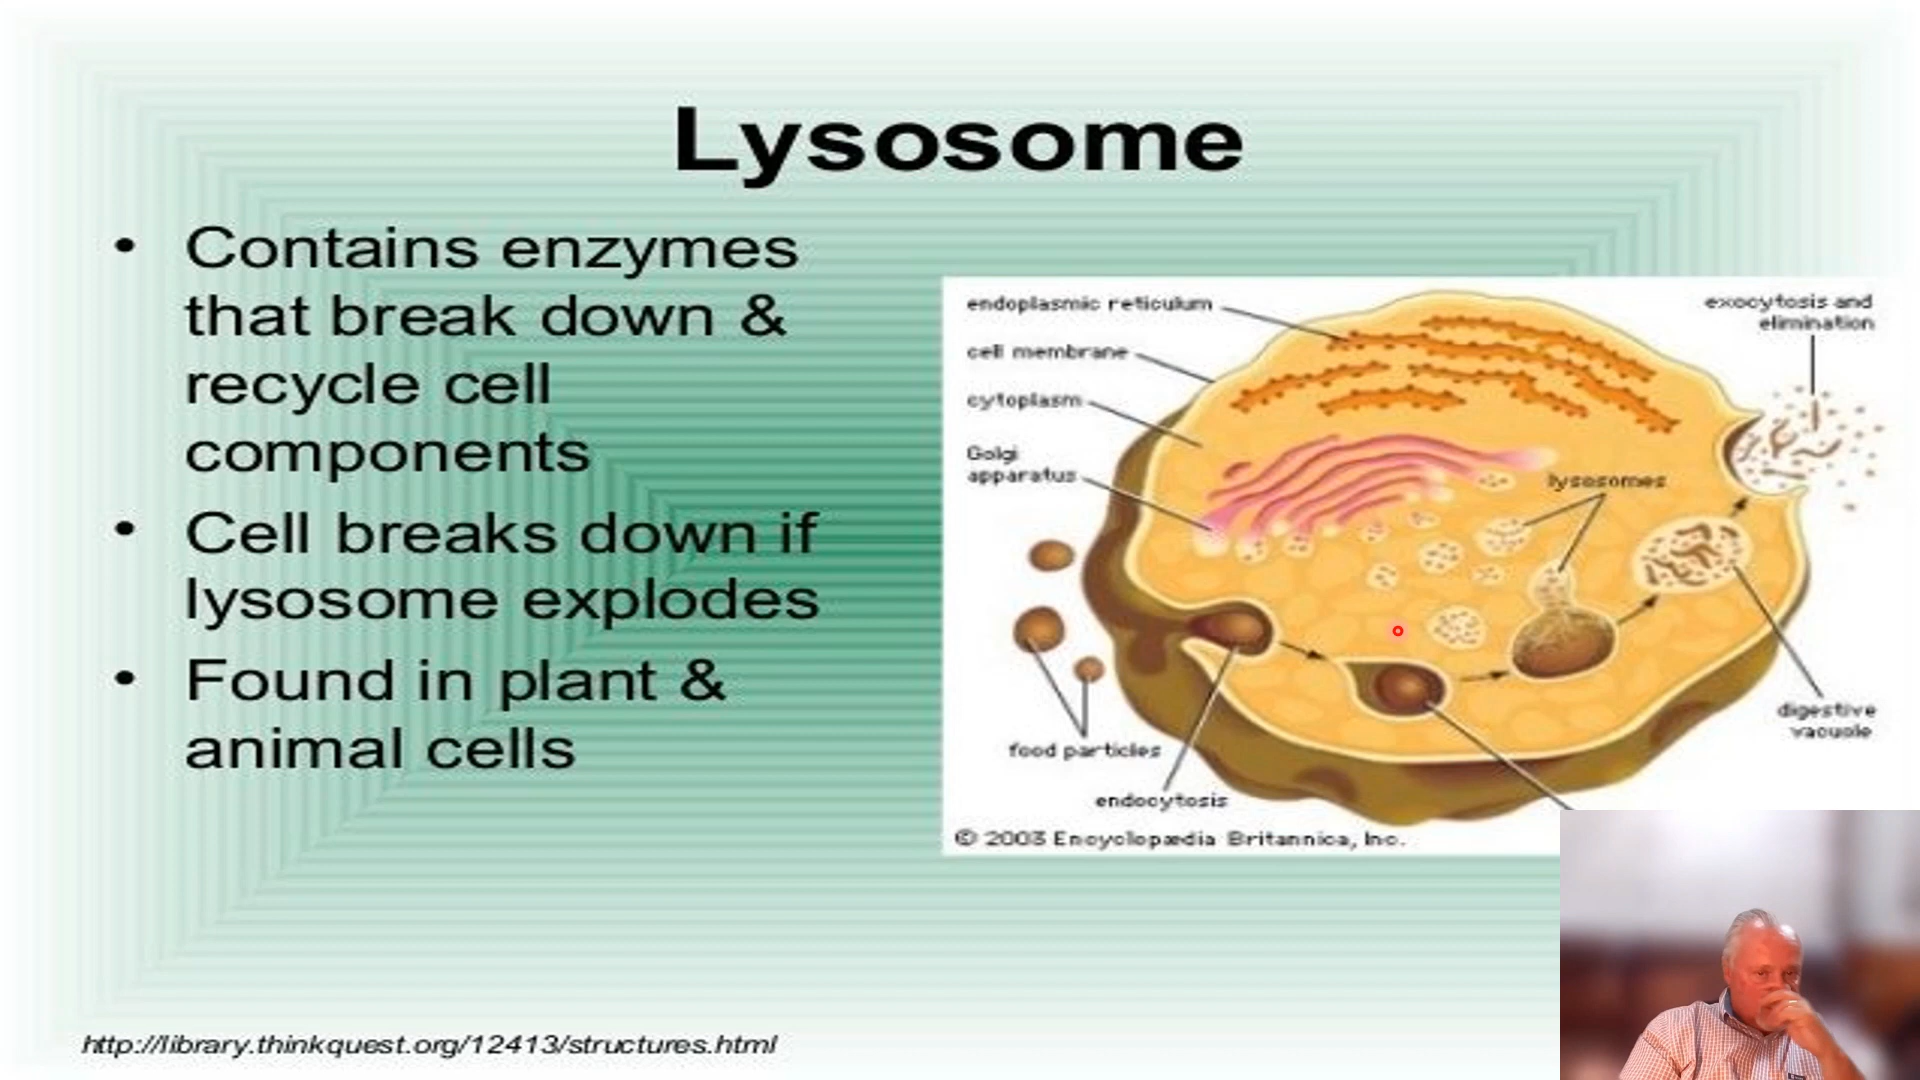 Lysosome
• Contains enzymes
that break down &
recycle cell
components
• Cell breaks down if
lysosome explodes
• Found in plant &
animal cells
endoplasmic reticulum
cell membrane
cytoplasm
Golgi
apparatus
exocytosis and
elimination
lysosomes
food particles
endocytosis
digestive
vacuole
© 2003 Encyclopædia Britannica, Inc.
http://library.thinkquest.org/12413/structures.html